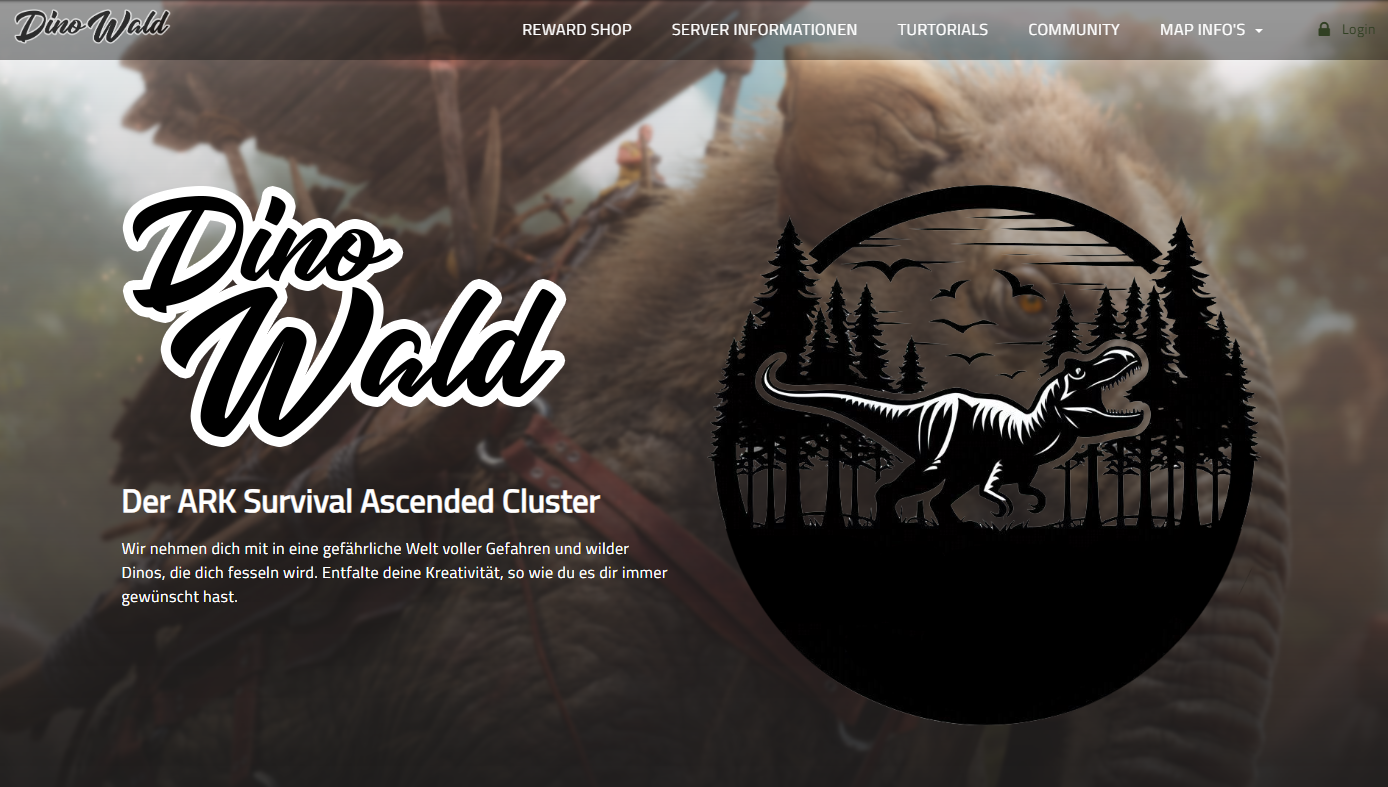 Dino Wald
REWARD SHOP
SERVER INFORMATIONEN
TURTORIALS
COMMUNITY
MAP INFO'S
Login
Dino
Wald
Der ARK Survival Ascended Cluster
Wir nehmen dich mit in eine gefährliche Welt voller Gefahren und wilder
Dinos, die dich fesseln wird. Entfalte deine Kreativität, so wie du es dir immer
gewünscht hast.